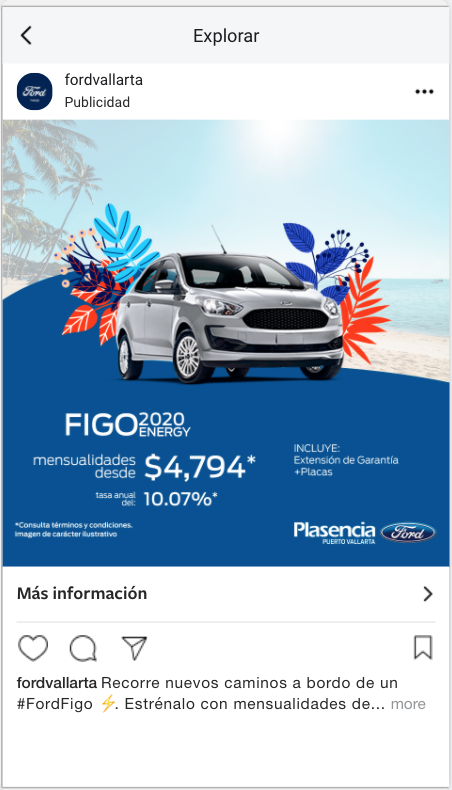 Explorar
fordvallarta
Publicidad
Ford
FIGO 2020
ENERGY
mensualidades
desde $4,794*
tasa anual
del: 10.07%*
INCLUYE:
Extensión de Garantía
+Placas
*Consulta términos y condiciones.
Imagen de carácter ilustrativo
Plasencia
PUERTO VALLARTA
Ford
Más información
fordvallarta Recorre nuevos caminos a bordo de un
#FordFigo ⚡. Estrénalo con mensualidades de... more